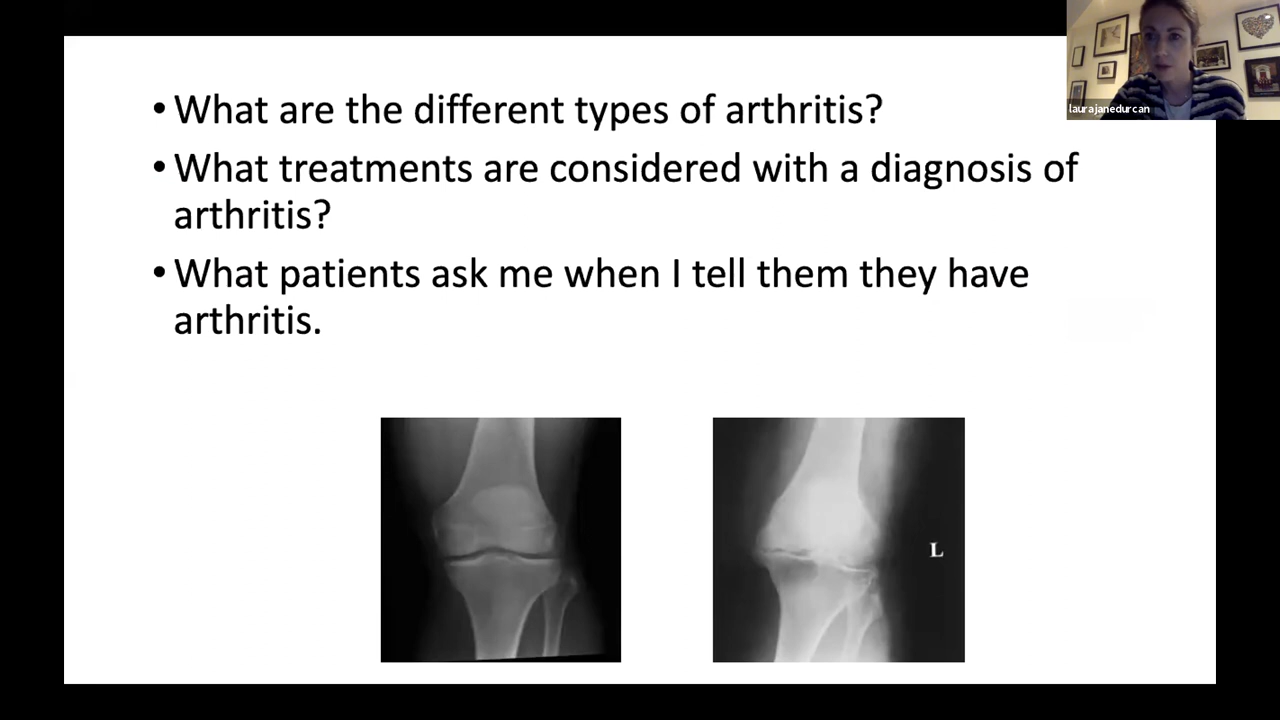 • What are the different types of arthritis?
• What treatments are considered with a diagnosis of
arthritis?
• What patients ask me when I tell them they have
arthritis.
laurajanedurcan
L